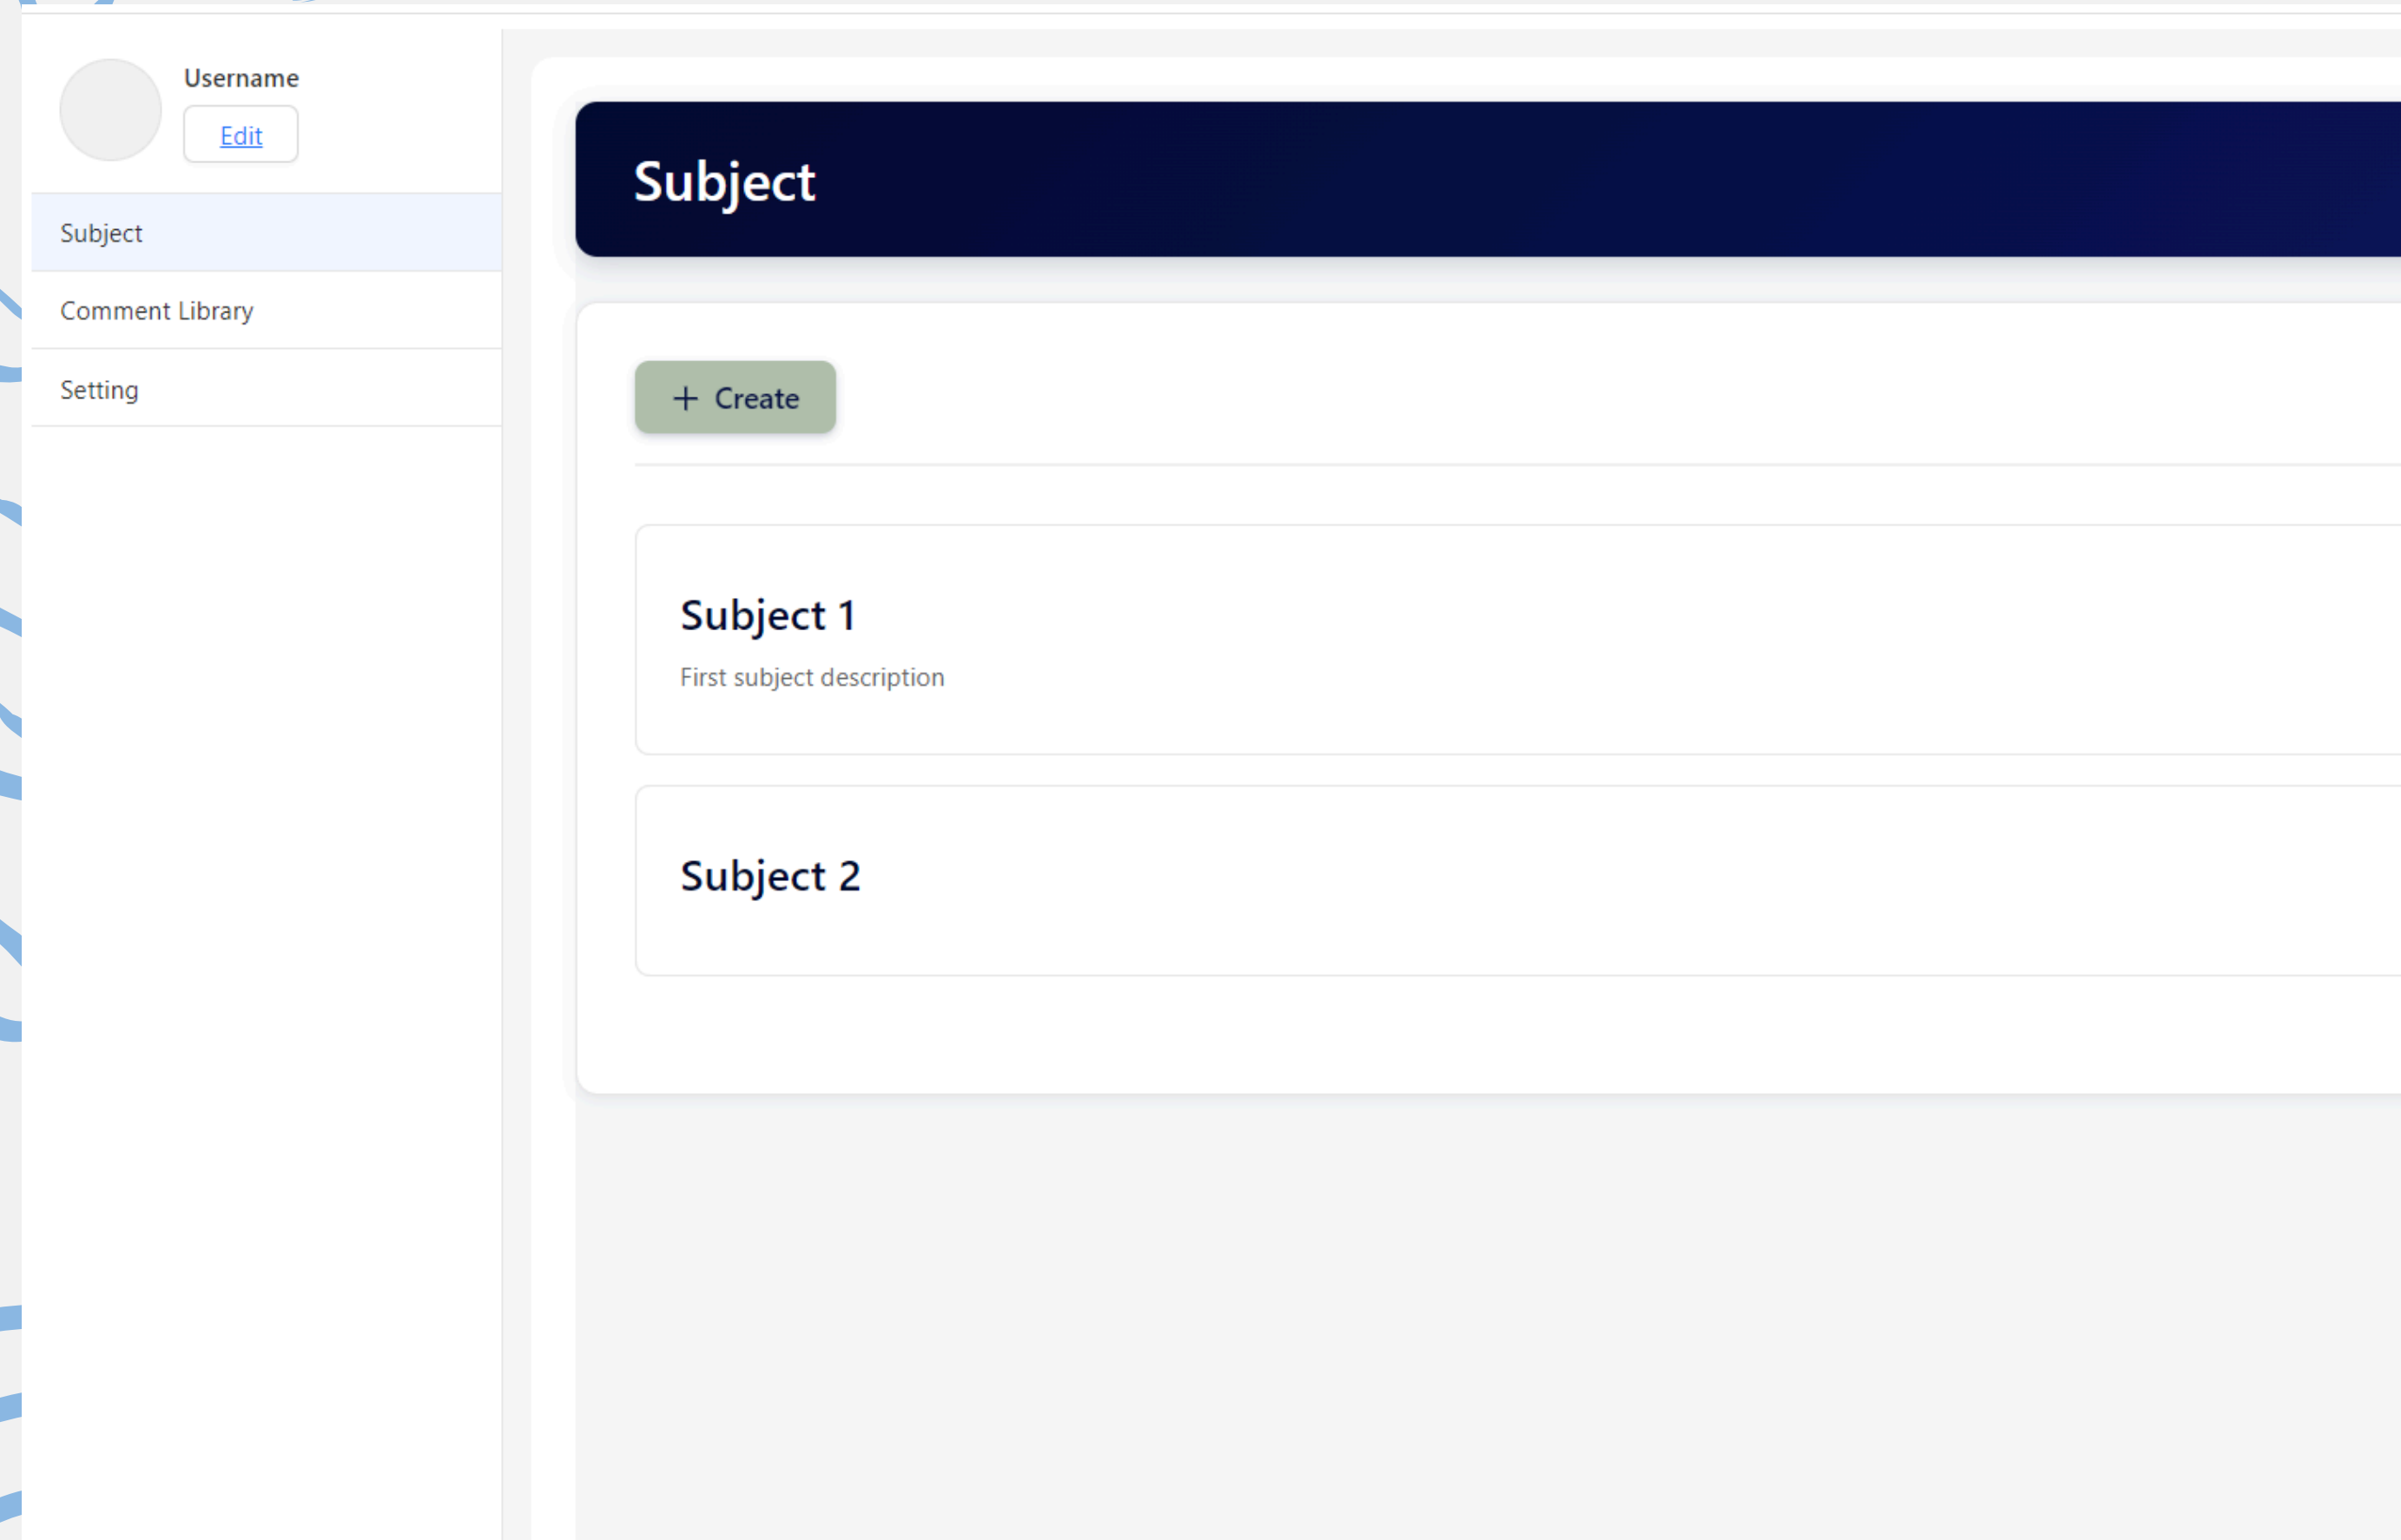 Username
Edit
Subject
Comment Library
Setting
Subject
+ Create
Subject 1
First subject description
Subject 2